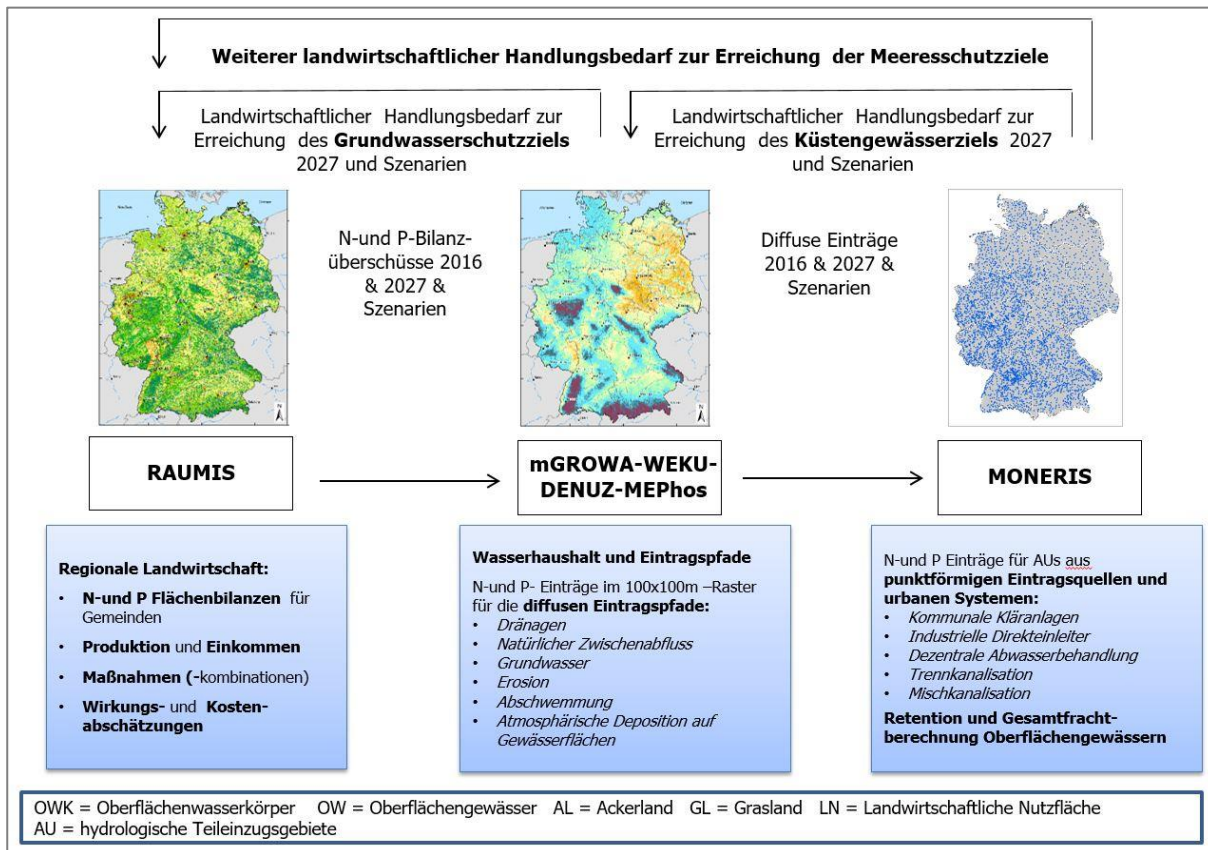 Weiterer landwirtschaftlicher Handlungsbedarf zur Erreichung der Meeresschutzziele
Landwirtschaftlicher Handlungsbedarf zur
Erreichung des Grundwasserschutzziels
2027 und Szenarien
Landwirtschaftlicher Handlungsbedarf zur
Erreichung des Küstengewässerziels 2027
und Szenarien
N-und P-Bilanz-
überschüsse 2016
& 2027 &
Szenarien
Diffuse Einträge
2016 & 2027 &
Szenarien
N
N
RAUMIS
mGROWA-WEKU-
DENUZ-MEPhos
MONERIS
Regionale Landwirtschaft:
• N-und P Flächenbilanzen für
Gemeinden
• Produktion und Einkommen
• Maßnahmen (-kombinationen)
• Wirkungs- und Kosten-
abschätzungen
Wasserhaushalt und Eintragspfade
N-und P- Einträge im 100x100m –Raster
für die diffusen Eintragspfade:
• Dränagen
• Natürlicher Zwischenabfluss
• Grundwasser
• Erosion
• Abschwemmung
• Atmosphärische Deposition auf
Gewässerflächen
N-und P Einträge für AUs aus
punktförmigen Eintragsquellen und
urbanen Systemen:
• Kommunale Kläranlagen
• Industrielle Direkteinleiter
• Dezentrale Abwasserbehandlung
• Trennkanalisation
• Mischkanalisation
Retention und Gesamtfracht-
berechnung Oberflächengewässern
OWK = Oberflächenwasserkörper OW = Oberflächengewässer AL = Ackerland GL = Grasland LN = Landwirtschaftliche Nutzfläche
AU = hydrologische Teileinzugsgebiete